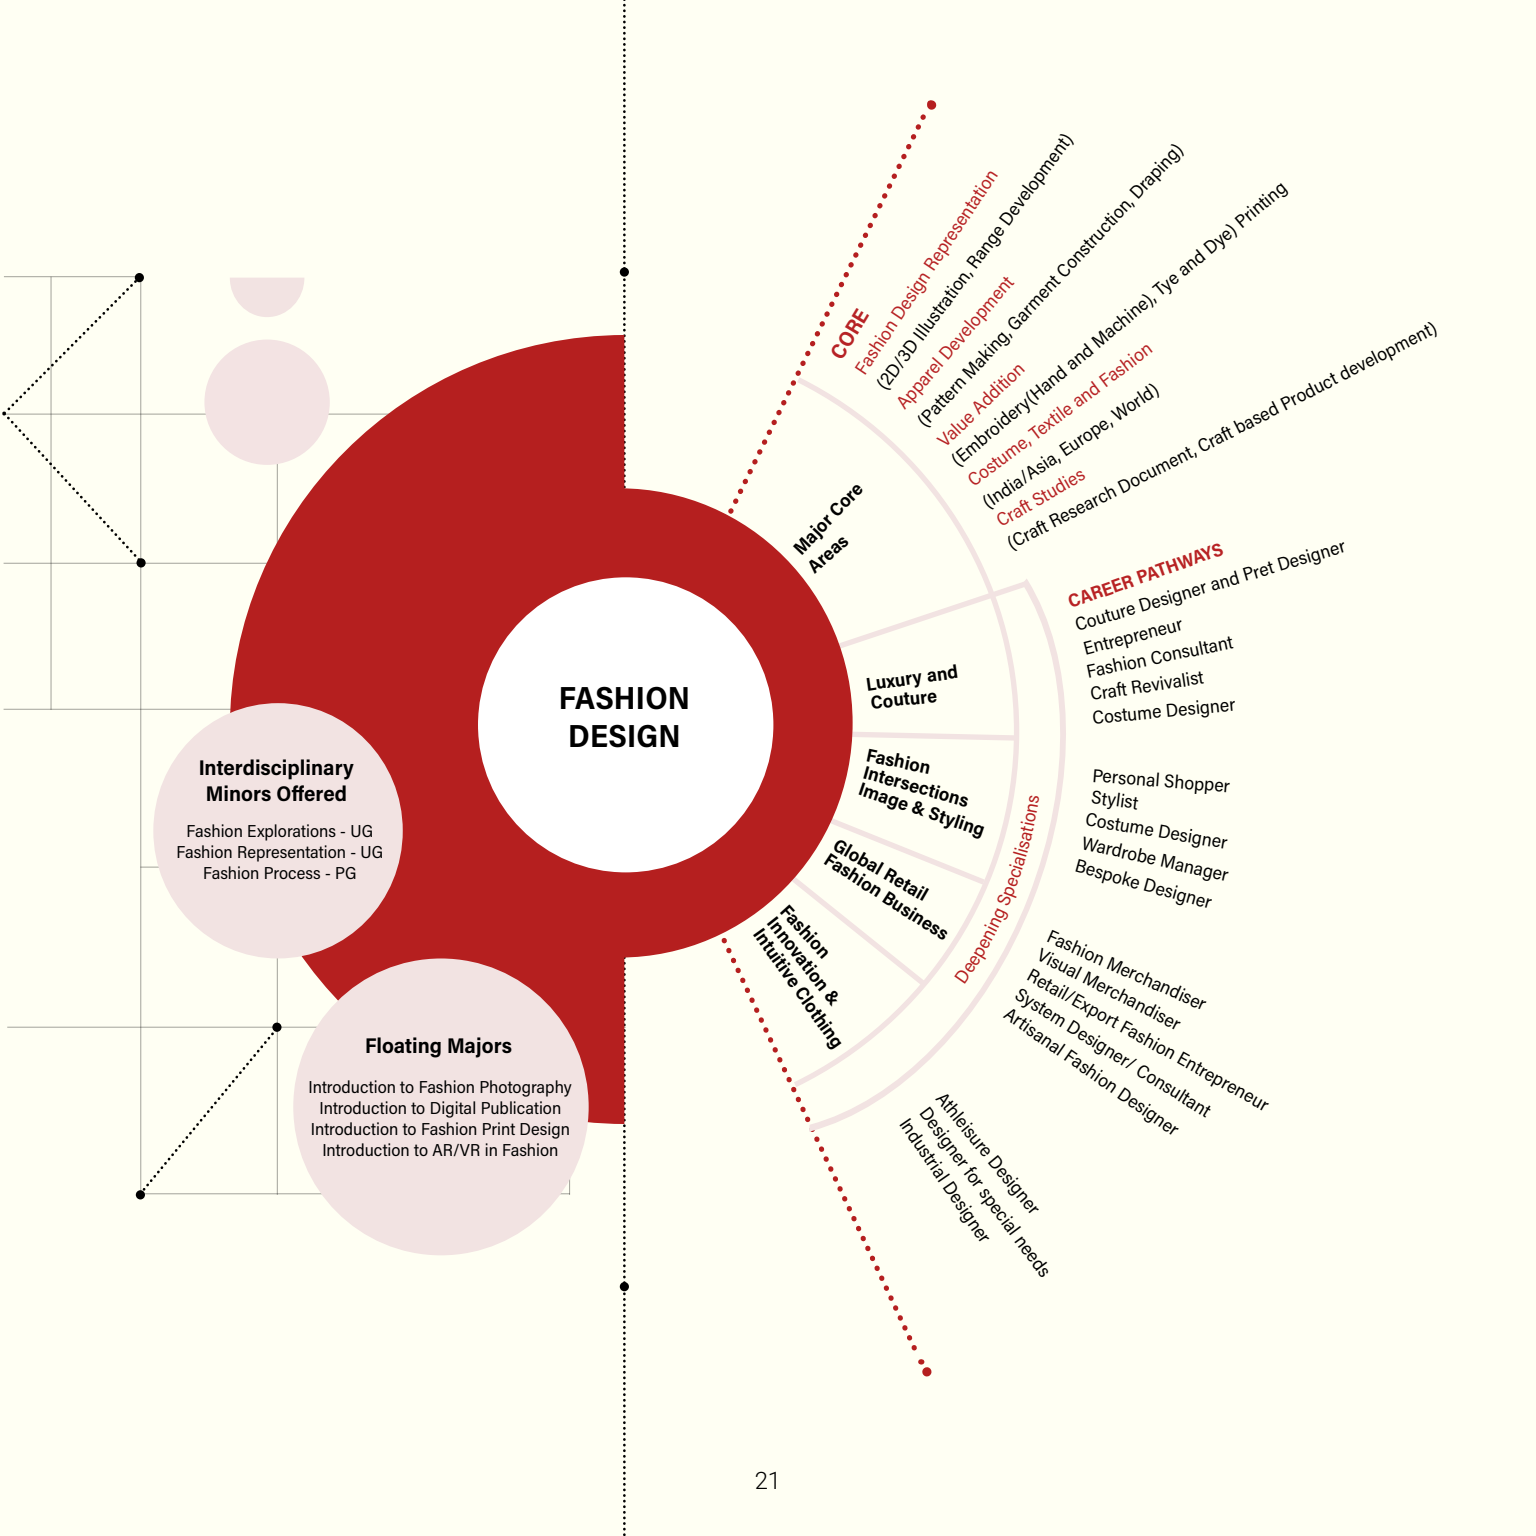 FASHION
DESIGN
Interdisciplinary
Minors Offered
Fashion Explorations - UG
Fashion Representation - UG
Fashion Process - PG
Floating Majors
Introduction to Fashion Photography
Introduction to Digital Publication
Introduction to Fashion Print Design
Introduction to AR/VR in Fashion
Major Core
Areas
CORE
Fashion Design Representation
(2D/3D Illustration, Range Development)
Apparel Development
(Pattern Making, Garment Construction, Draping)
Value Addition
(Embroidery(Hand and Machine), Tye and Dye) Printing
Costume, Textile and Fashion
(India/Asia, Europe, World)
Craft Studies
(Craft Research Document, Craft based Product development)
Luxury and
Couture
Fashion
Intersections
Image & Styling
Global Retail
Fashion Business
Fashion
Innovation &
Intuitive Clothing
Deepening Specialisations
CAREER PATHWAYS
Couture Designer and Pret Designer
Entrepreneur
Fashion Consultant
Craft Revivalist
Costume Designer
Personal Shopper
Stylist
Costume Designer
Wardrobe Manager
Bespoke Designer
Fashion Merchandiser
Visual Merchandiser
Retail/Export Fashion Entrepreneur
System Designer/ Consultant
Artisanal Fashion Designer
Athleisure Designer
Designer for special needs
Industrial Designer
21